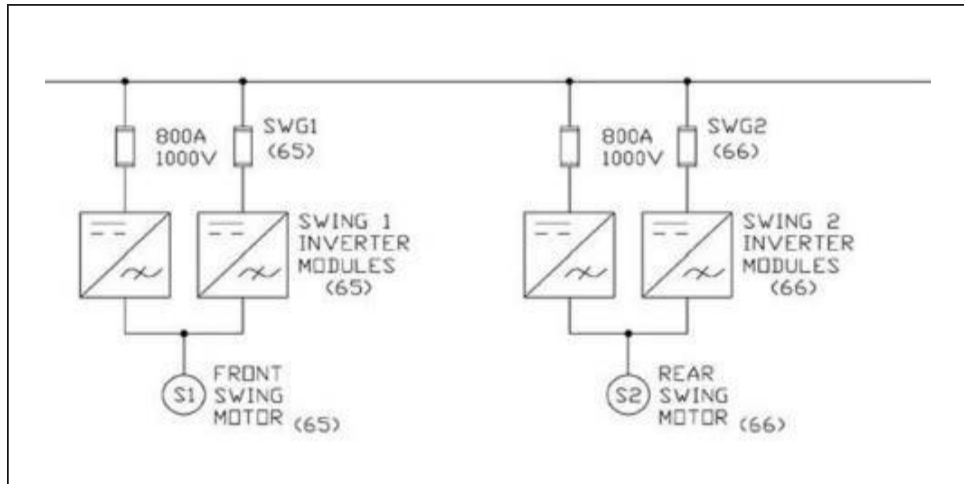 800A
1000V
SWG1
(65)
800A
1000V
SWG2
(66)
SWING 1
INVERTER
MODULES
(65)
SWING 2
INVERTER
MODULES
(66)
S1
FRONT
SWING
MOTOR (65)
S2
REAR
SWING
MOTOR (66)